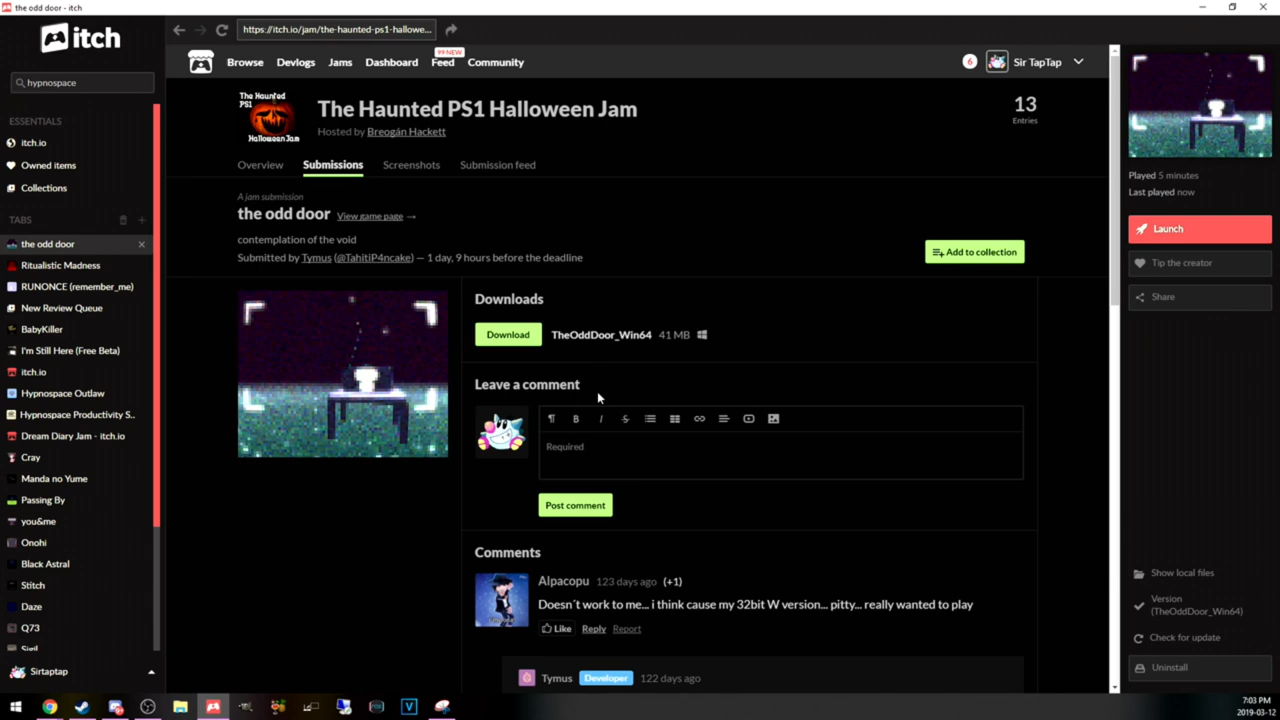 the odd door - itch
itch
https://itch.io/jam/the-haunted-ps1-hallowe...
hypnospace
ESSENTIALS
itch.io
Owned items
Collections
TABS
the odd door
Ritualistic Madness
RUNONCE (remember_me)
New Review Queue
BabyKiller
I'm Still Here (Free Beta)
itch.io
Hypnospace Outlaw
Hypnospace Productivity S..
Dream Diary Jam - itch.io
Cray
Manda no Yume
Passing By
you&me
Onohi
Black Astral
Stitch
Daze
Q73
Sigil
Sirtaptap
Browse
Devlogs
Jams
Dashboard
99 NEW
Feed
Community
6
Sir TapTap
The Haunted PS1 Halloween Jam
The Haunted PS1 Halloween Jam
Hosted by Breogán Hackett
13
Entries
Overview
Submissions
Screenshots
Submission feed
A jam submission
the odd door View game page →
contemplation of the void
Submitted by Tymus (@TahitiP4ncake) — 1 day, 9 hours before the deadline
Add to collection
Downloads
Download
TheOddDoor_Win64 41 MB
Leave a comment
Required
Post comment
Comments
Alpacopu 123 days ago (+1)
Doesn´t work to me... i think cause my 32bit W version... pitty... really wanted to play
Like Reply Report
Tymus Developer 122 days ago
Played 5 minutes
Last played now
Launch
Tip the creator
Share
Show local files
Version
(TheOddDoor_Win64)
Check for update
Uninstall
7:03 PM
2019-03-12